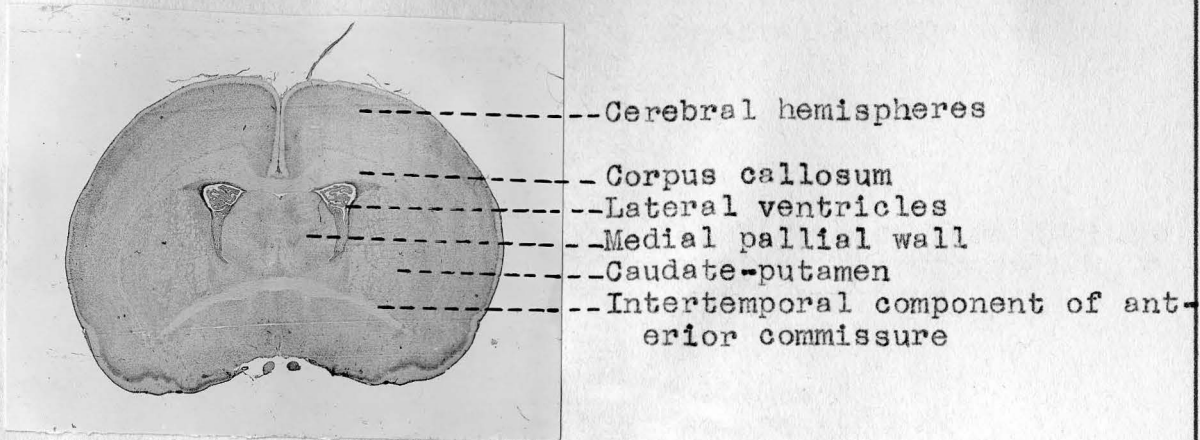 Cerebral hemispheres
Corpus callosum
Lateral ventricles
Medial pallial wall
Caudate-putamen
Intertemporal component of ant-
erior commissure